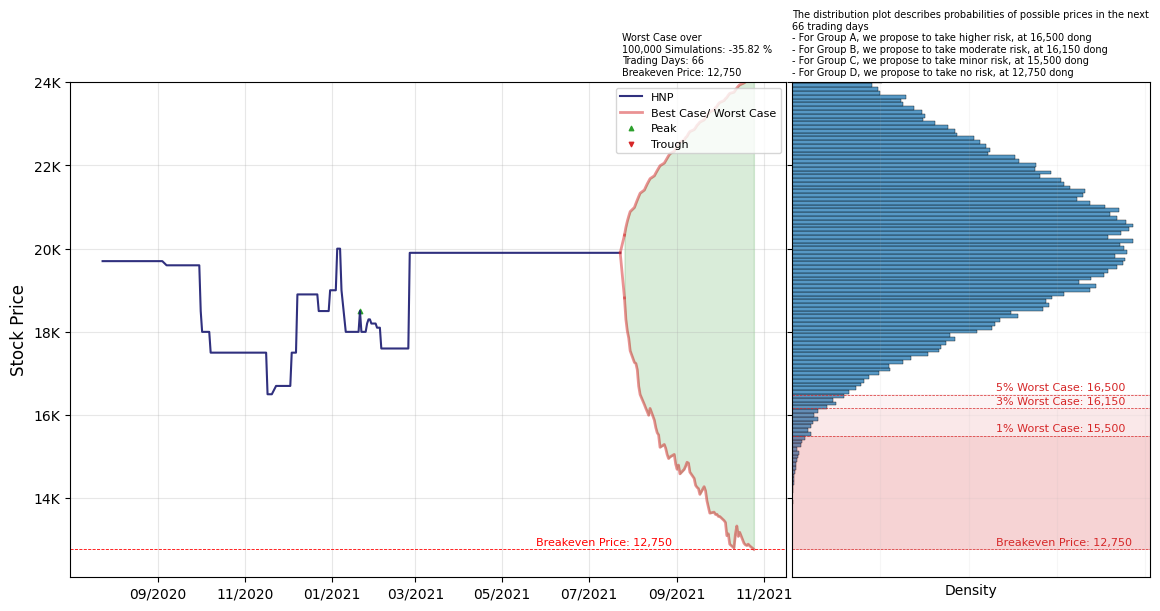 Worst Case over
100,000 Simulations: -35.82 %
Trading Days: 66
Breakeven Price: 12,750
The distribution plot describes probabilities of possible prices in the next
66 trading days
- For Group A, we propose to take higher risk, at 16,500 dong
- For Group B, we propose to take moderate risk, at 16,150 dong
- For Group C, we propose to take minor risk, at 15,500 dong
- For Group D, we propose to take no risk, at 12,750 dong
HNP
Best Case/ Worst Case
Peak
Trough
Stock Price
24K
22K
20K
18K
16K
14K
Breakeven Price: 12,750
09/2020
11/2020
01/2021
03/2021
05/2021
07/2021
09/2021
11/2021
5% Worst Case: 16,500
3% Worst Case: 16,150
1% Worst Case: 15,500
Breakeven Price: 12,750
Density